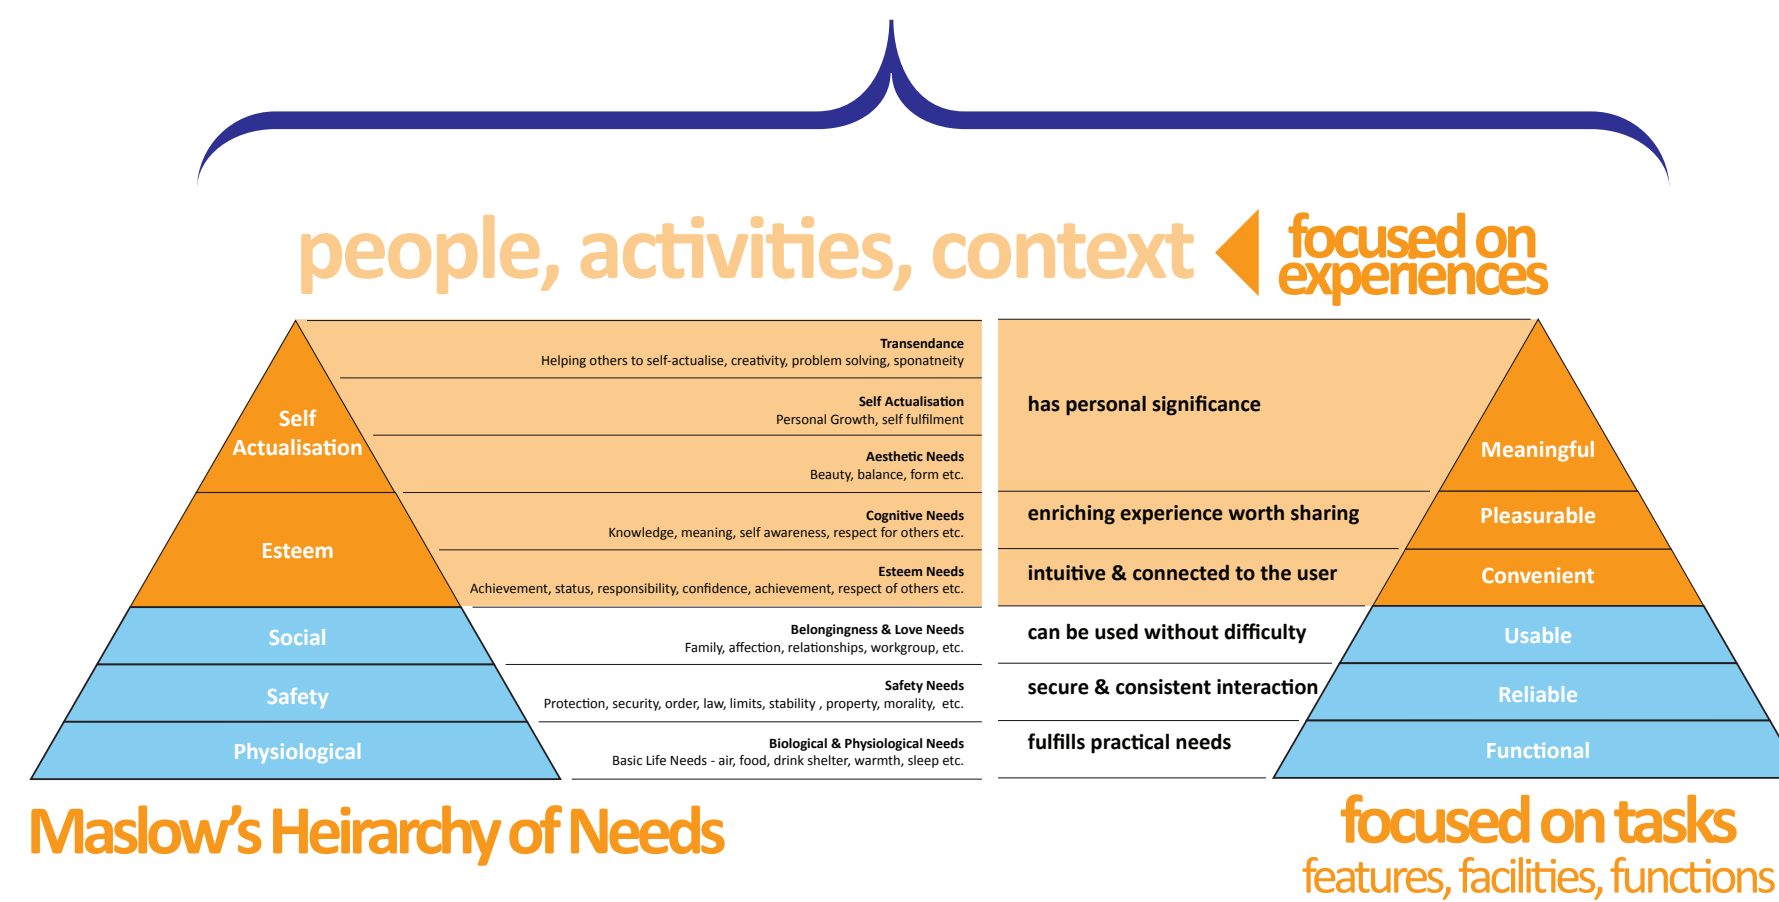 people, activities, context
focused on
experiences
Self
Actualisation
Esteem
Social
Safety
Physiological
Transendance
Helping others to self-actualise, creativity, problem solving, sponatneity
Self Actualisation
Personal Growth, self fulfilment
Aesthetic Needs
Beauty, balance, form etc.
Cognitive Needs
Knowledge, meaning, self awareness, respect for others etc.
Esteem Needs
Achievement, status, responsibility, confidence, achievement, respect of others etc.
Belongingness & Love Needs
Family, affection, relationships, workgroup, etc.
Safety Needs
Protection, security, order, law, limits, stability , property, morality, etc.
Biological & Physiological Needs
Basic Life Needs - air, food, drink shelter, warmth, sleep etc.
has personal significance
enriching experience worth sharing
intuitive & connected to the user
can be used without difficulty
secure & consistent interaction
fulfills practical needs
Meaningful
Pleasurable
Convenient
Usable
Reliable
Functional
Maslow's Heirarchy of Needs
focused on tasks
features, facilities, functions